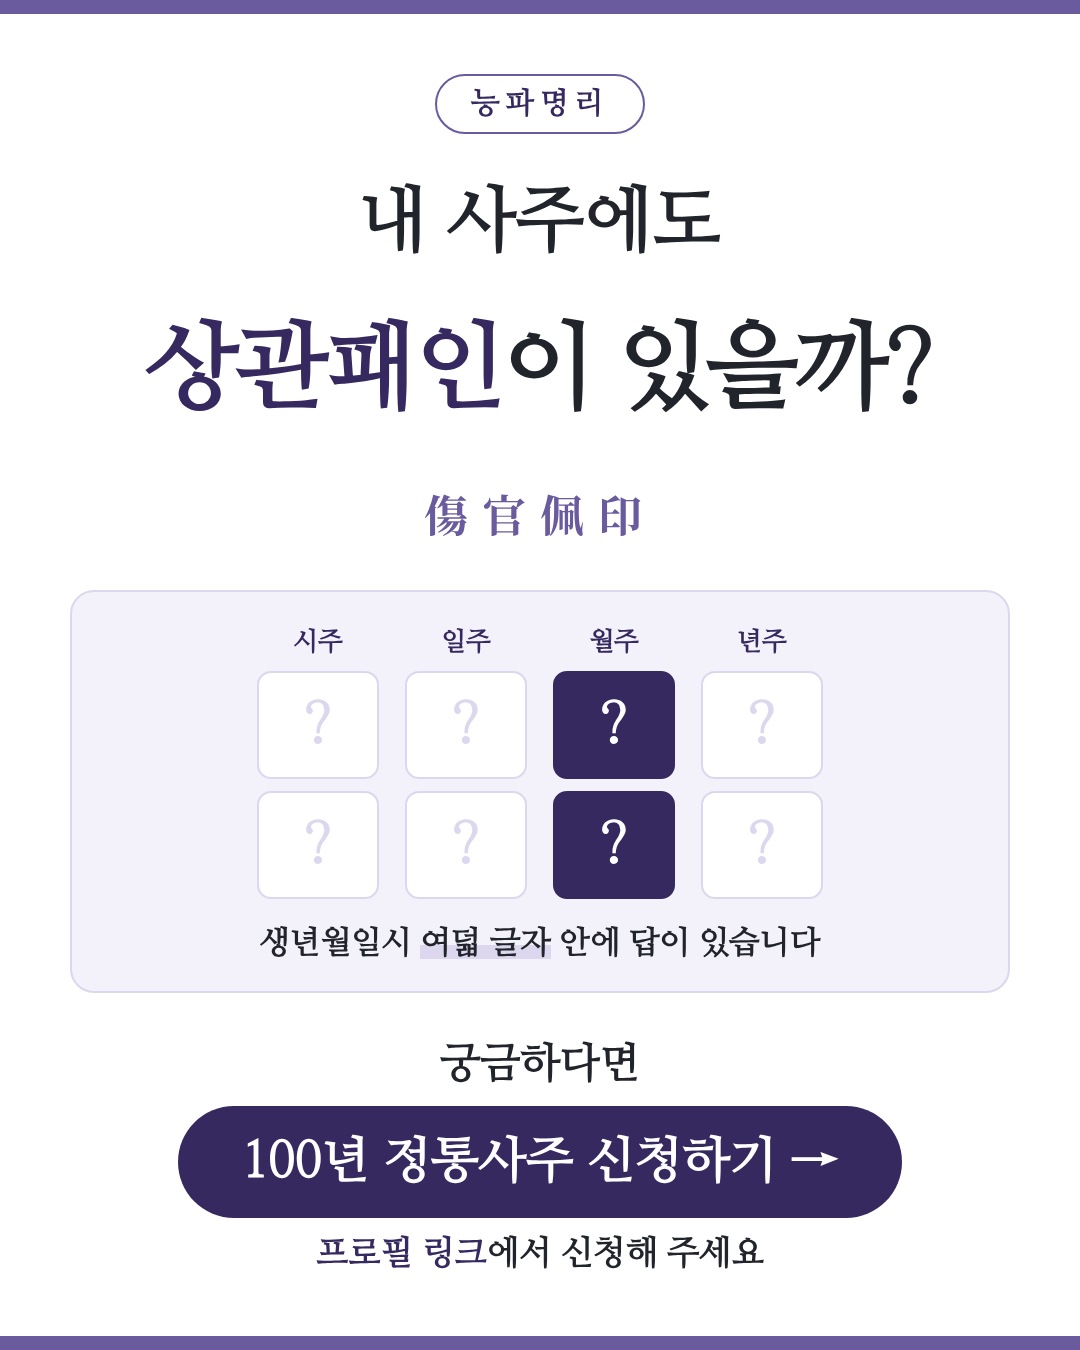 능파명리
내 사주에도
상관패인이 있을까?
傷官佩印
시주 일주 월주 년주
? ? ? ?
? ? ? ?
생년월일시 여덟 글자 안에 답이 있습니다
궁금하다면
100년 정통사주 신청하기 →
프로필 링크에서 신청해 주세요